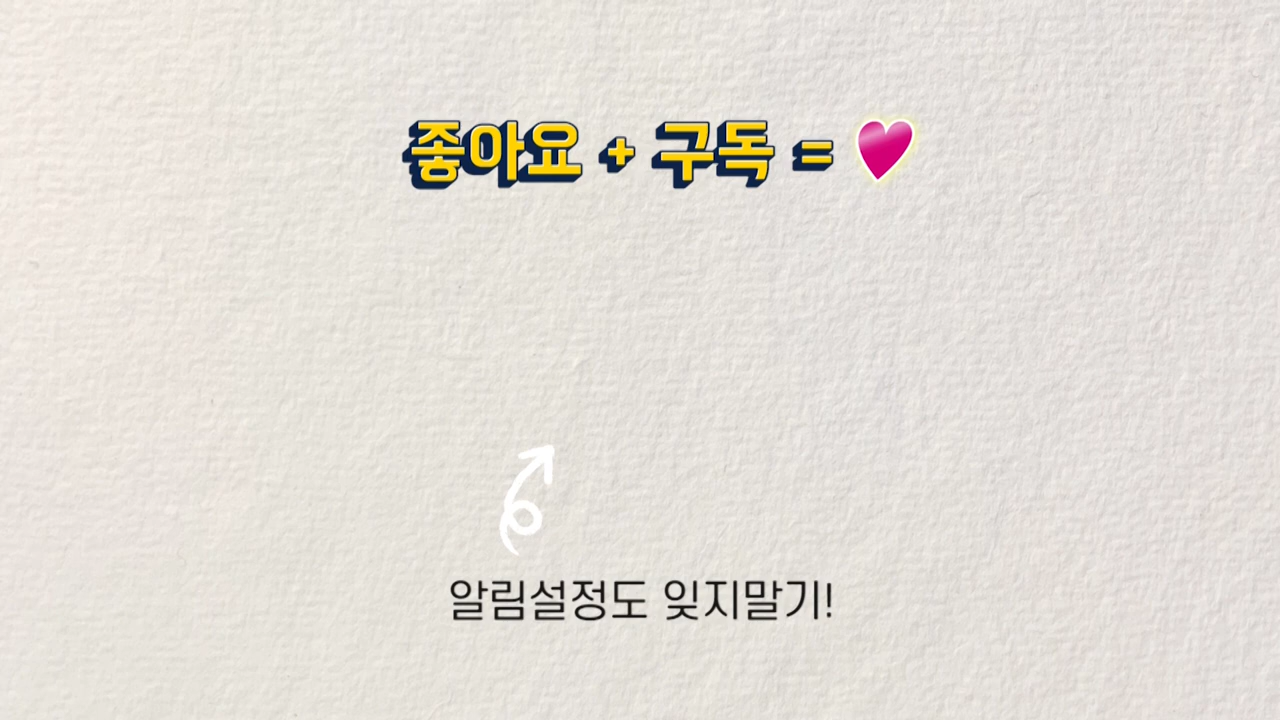 좋아요 + 구독 = 🩷
알림설정도 잊지말기!